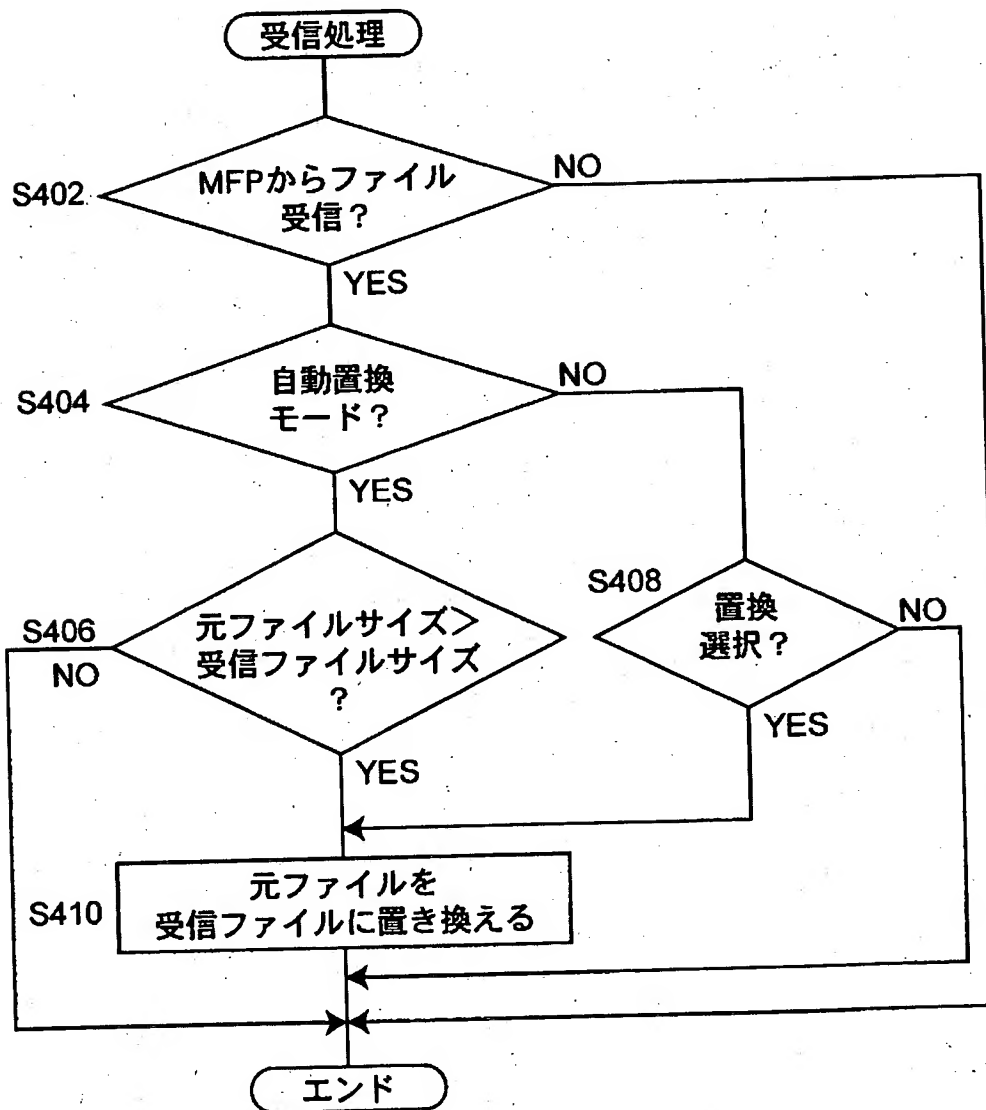 受信処理
S402
MFPからファイル
受信？
NO
YES
S404
自動置換
モード？
NO
YES
S406
NO
元ファイルサイズ＞
受信ファイルサイズ
？
YES
S408
置換
選択？
NO
YES
S410
元ファイルを
受信ファイルに置き換える
エンド